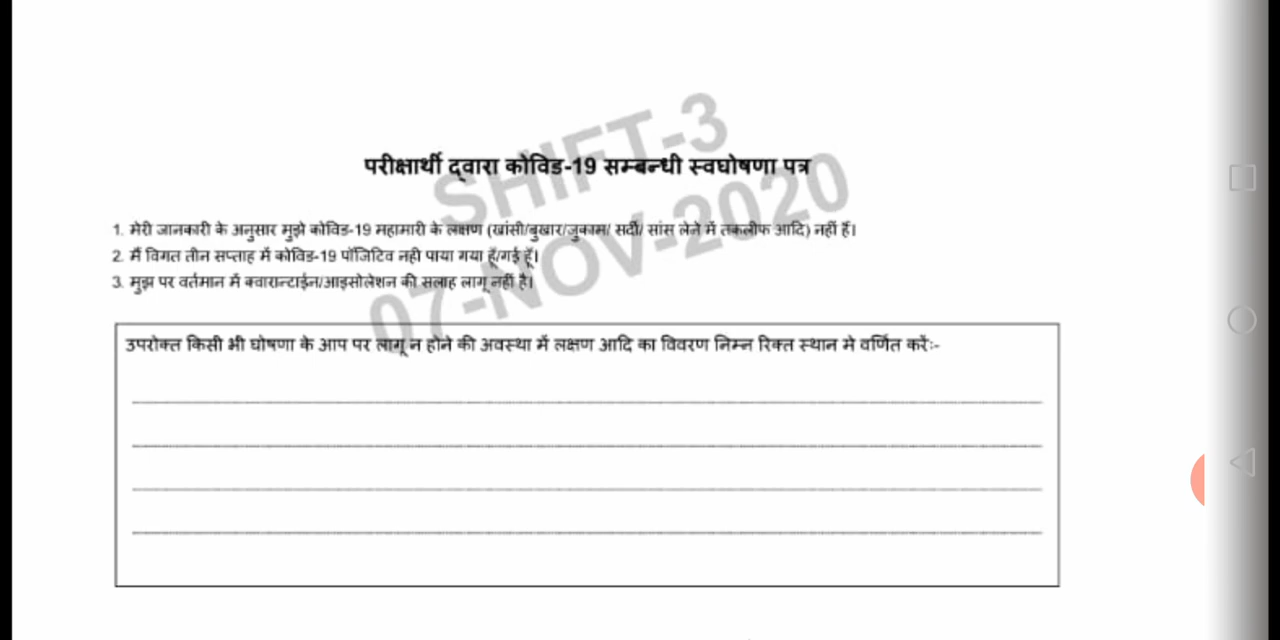 SHIFT-3
07-NOV-2020
परीक्षार्थी द्वारा कोविड-19 सम्बन्धी स्वघोषणा पत्र
1. मेरी जानकारी के अनुसार मुझे कोविड-19 महामारी के लक्षण (खांसी/बुखार/जुकाम/ सर्दी/ सांस लेने में तकलीफ आदि) नहीं हैं।
2. मैं विगत तीन सप्ताह में कोविड-19 पॉजिटिव नही पाया गया हूँ/गई हूँ।
3. मुझ पर वर्तमान में क्वारान्टाईन/आइसोलेशन की सलाह लागू नहीं है।
उपरोक्त किसी भी घोषणा के आप पर लागू न होने की अवस्था में लक्षण आदि का विवरण निम्न रिक्त स्थान मे वर्णित करेंः-